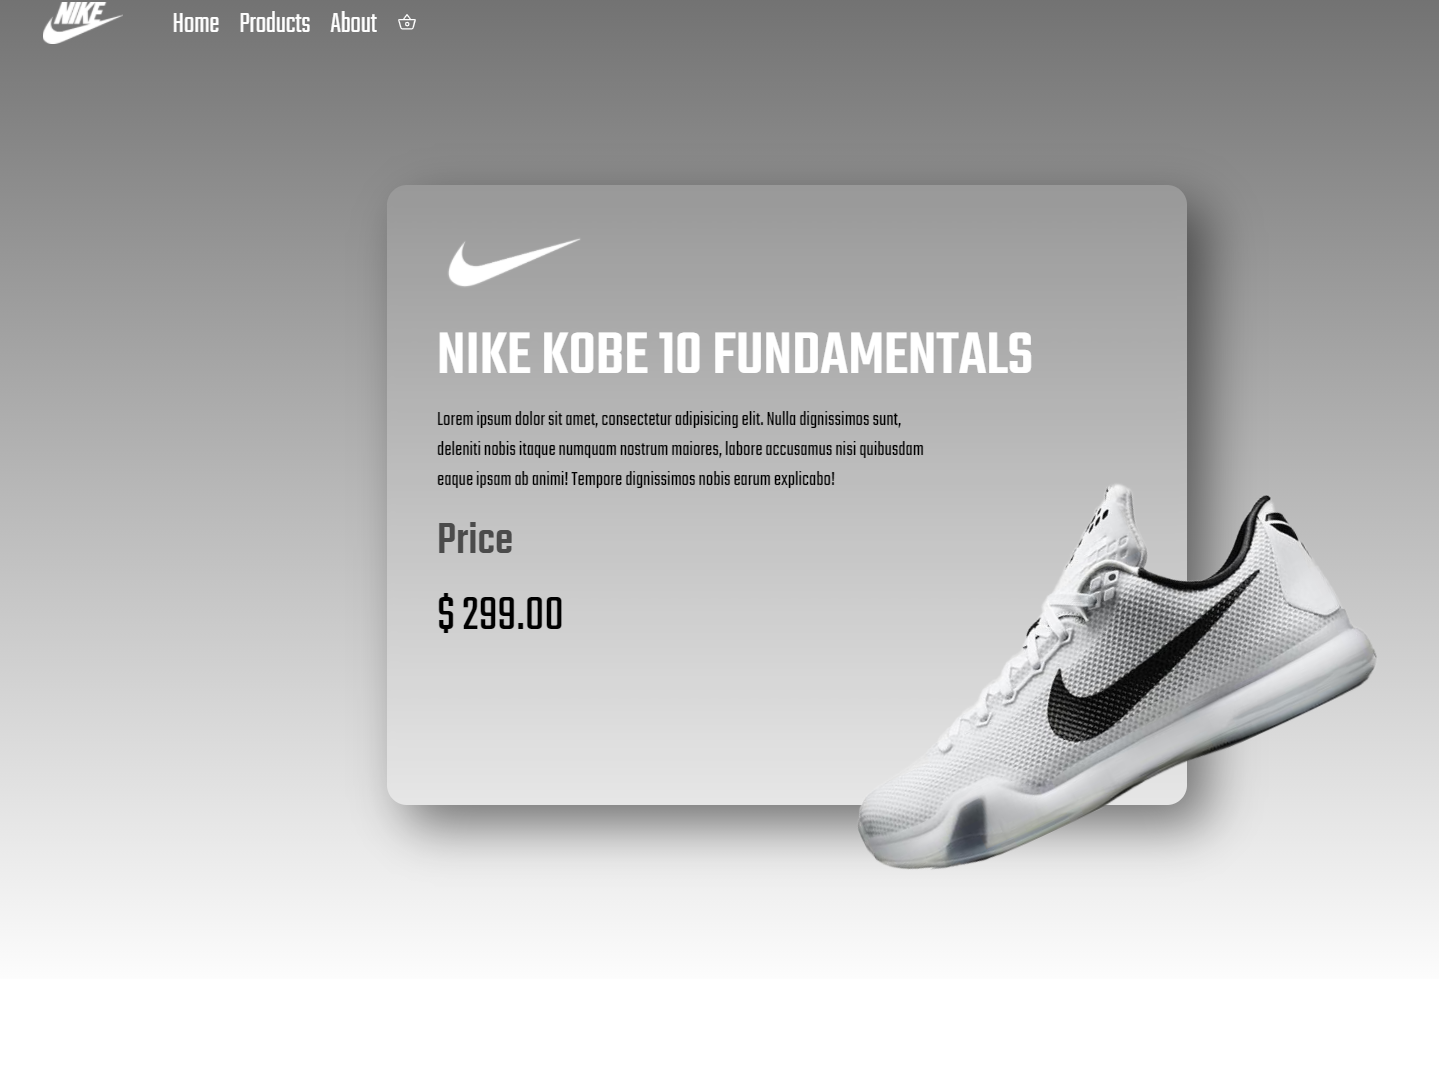 NIKE
Home Products About
NIKE KOBE 10 FUNDAMENTALS
Lorem ipsum dolor sit amet, consectetur adipisicing elit. Nulla dignissimos sunt,
deleniti nobis itaque numquam nostrum maiores, labore accusamus nisi quibusdam
eaque ipsam ab animi! Tempore dignissimos nobis earum explicabo!
Price
$ 299.00